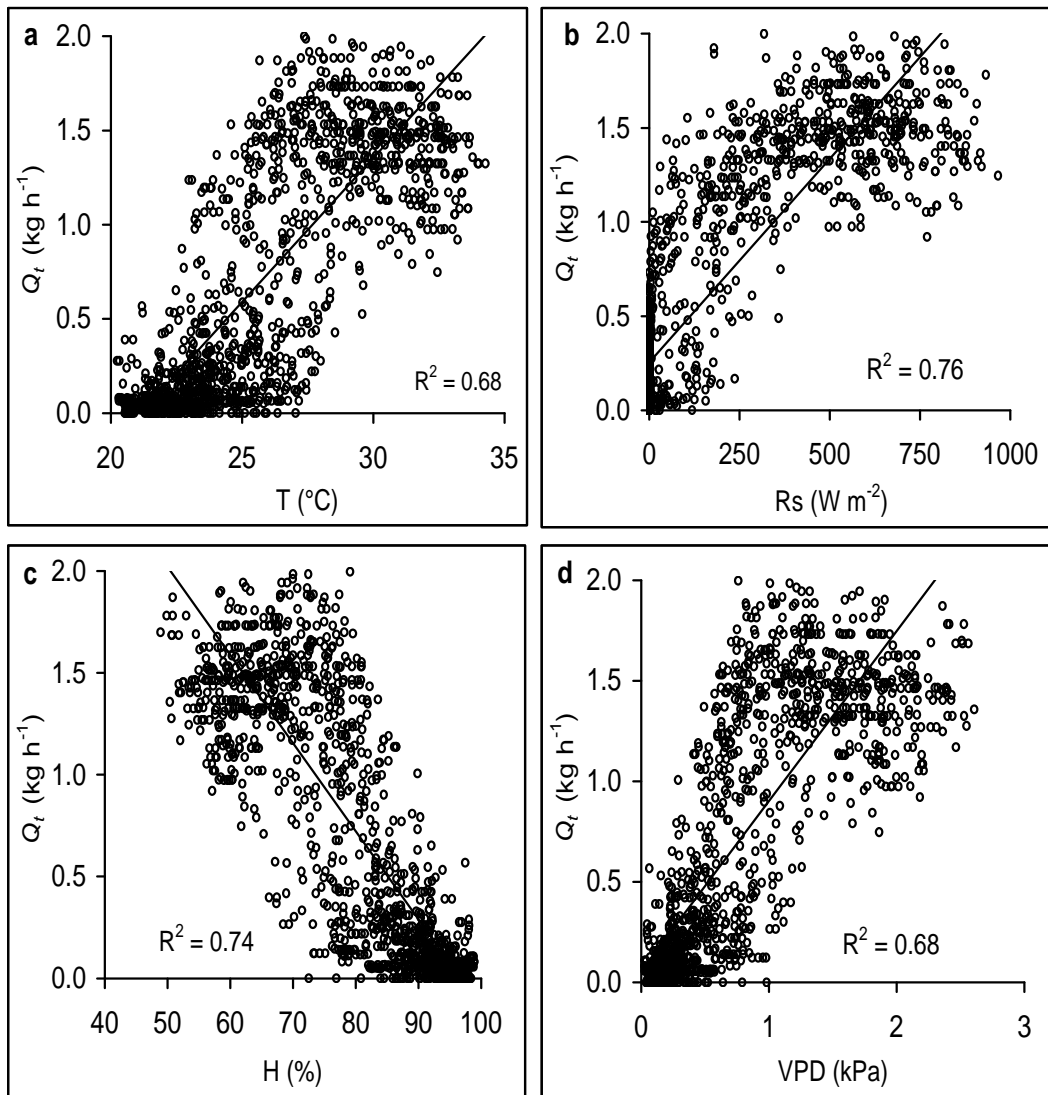 a
2.0
1.5
1.0
0.5
0.0
Qt (kg h-1)
R2 = 0.68
20 25 30 35
T (°C)
b
2.0
1.5
1.0
0.5
0.0
Qt (kg h-1)
R2 = 0.76
0 250 500 750 1000
Rs (W m-2)
c
2.0
1.5
1.0
0.5
0.0
Qt (kg h-1)
R2 = 0.74
40 50 60 70 80 90 100
H (%)
d
2.0
1.5
1.0
0.5
0.0
Qt (kg h-1)
R2 = 0.68
0 1 2 3
VPD (kPa)